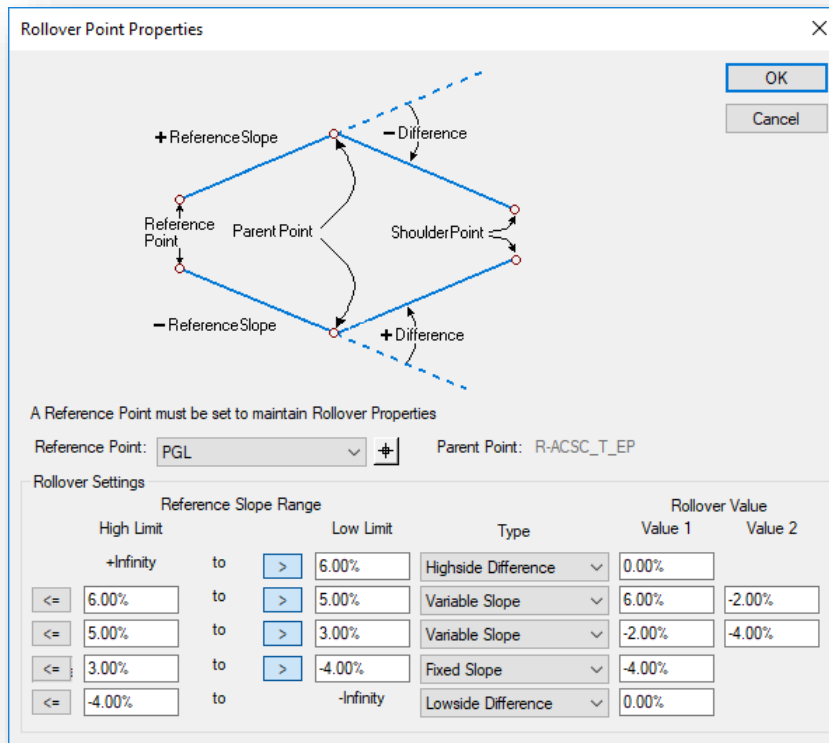 Rollover Point Properties
OK
Cancel
+ Reference Slope
− Difference
Reference Point
Parent Point
Shoulder Point
− Reference Slope
+ Difference
A Reference Point must be set to maintain Rollover Properties
Reference Point: PGL Parent Point: R-ACSC_T_EP
Rollover Settings
Reference Slope Range Rollover Value
High Limit Low Limit Type Value 1 Value 2
+Infinity to > 6.00% Highside Difference 0.00%
<= 6.00% to > 5.00% Variable Slope 6.00% -2.00%
<= 5.00% to > 3.00% Variable Slope -2.00% -4.00%
<= 3.00% to > -4.00% Fixed Slope -4.00%
<= -4.00% to -Infinity Lowside Difference 0.00%